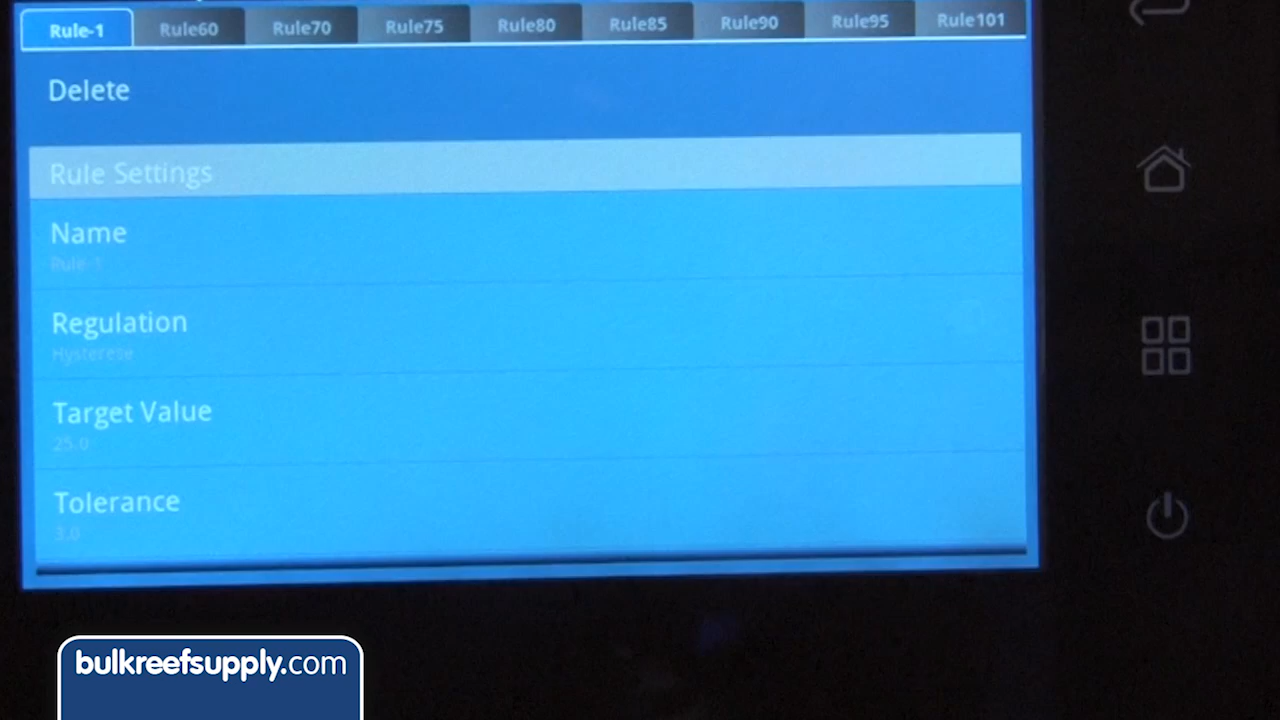 Rule-1 Rule60 Rule70 Rule75 Rule80 Rule85 Rule90 Rule95 Rule101
Delete
Rule Settings
Name
Rule-1
Regulation
Hysterese
Target Value
25.0
Tolerance
3.0
bulkreefsupply.com